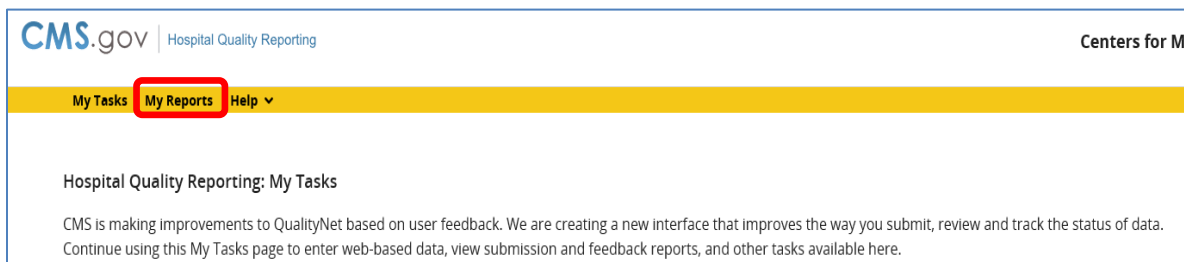 CMS.gov Hospital Quality Reporting
Centers for M
My Tasks My Reports Help
Hospital Quality Reporting: My Tasks
CMS is making improvements to QualityNet based on user feedback. We are creating a new interface that improves the way you submit, review and track the status of data.
Continue using this My Tasks page to enter web-based data, view submission and feedback reports, and other tasks available here.